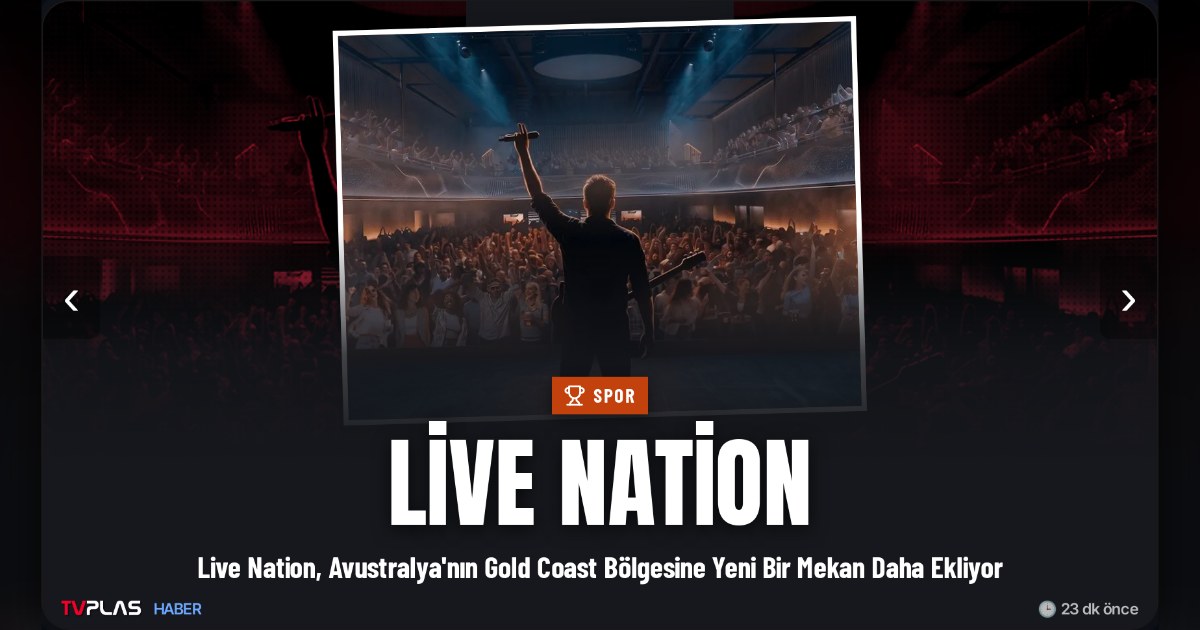 SPOR
LİVE NATİON
Live Nation, Avustralya'nın Gold Coast Bölgesine Yeni Bir Mekan Daha Ekliyor
TVPLAS HABER
23 dk önce